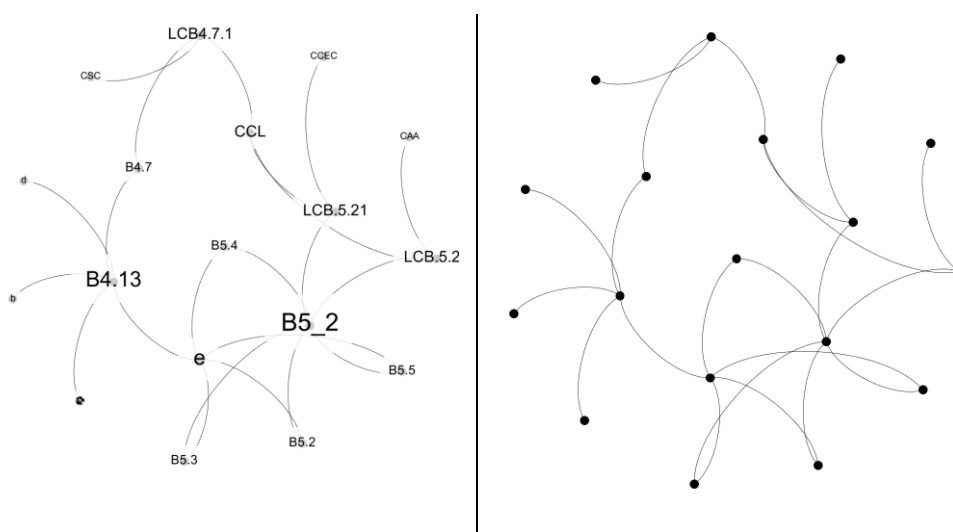 LCB4.7.1
CCEC
CSC
CCL
CAA
B4.7
d
LCB.5.21
B5.4
LCB.5.2
B4.13
b
B5_2
e
B5.5
B5.2
B5.3